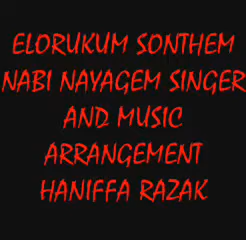 ELORUKUM SONTHEM
NABI NAYAGEM SINGER
AND MUSIC
ARRANGEMENT
HANIFFA RAZAK